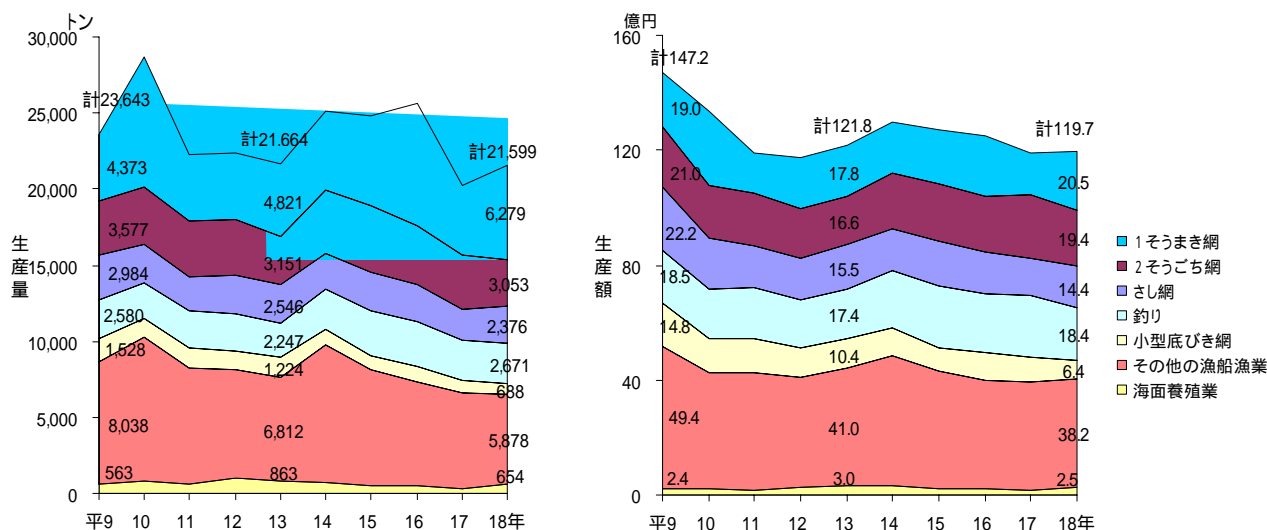 トン
30,000
25,000
20,000
15,000
10,000
5,000
0
生産量
計23,643
4,373
3,577
2,984
2,580
1,528
8,038
563
計21.664
4,821
3,151
2,546
2,247
1,224
6,812
863
計21,599
6,279
3,053
2,376
2,671
688
5,878
654
平9 10 11 12 13 14 15 16 17 18年
億円
160
120
80
40
0
生産額
計147.2
19.0
21.0
22.2
18.5
14.8
49.4
2.4
計121.8
17.8
16.6
15.5
17.4
10.4
41.0
3.0
計119.7
20.5
19.4
14.4
18.4
6.4
38.2
2.5
平9 10 11 12 13 14 15 16 17 18年
1そうまき網
2そうごち網
さし網
釣り
小型底びき網
その他の漁船漁業
海面養殖業